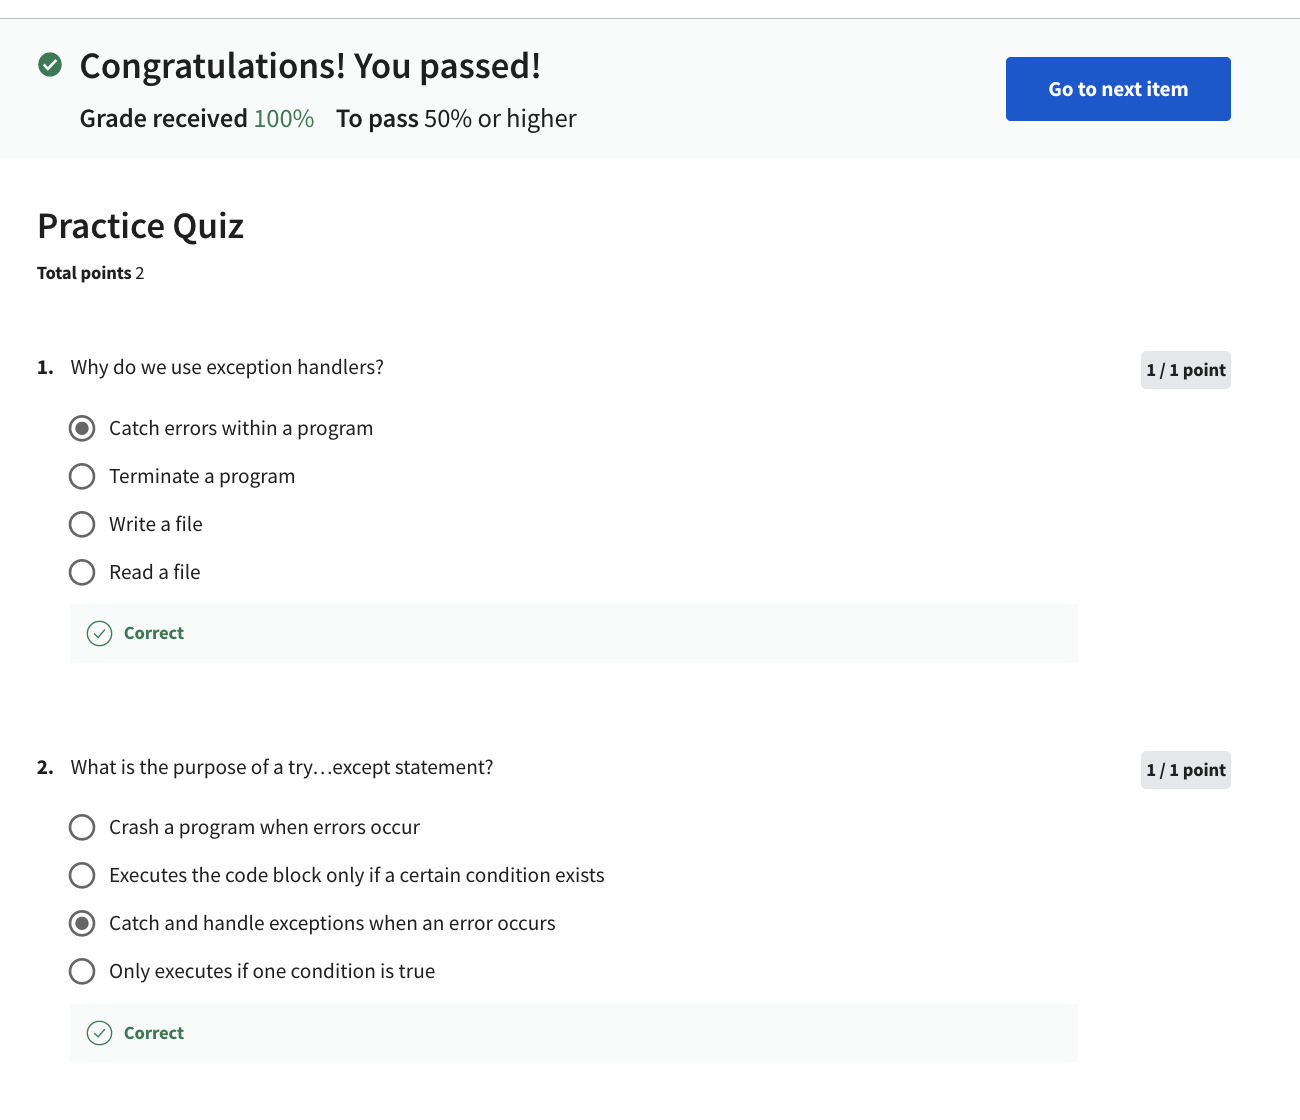 Congratulations! You passed!
Grade received 100% To pass 50% or higher
Go to next item
Practice Quiz
Total points 2
1. Why do we use exception handlers?
1 / 1 point
Catch errors within a program
Terminate a program
Write a file
Read a file
Correct
2. What is the purpose of a try…except statement?
1 / 1 point
Crash a program when errors occur
Executes the code block only if a certain condition exists
Catch and handle exceptions when an error occurs
Only executes if one condition is true
Correct